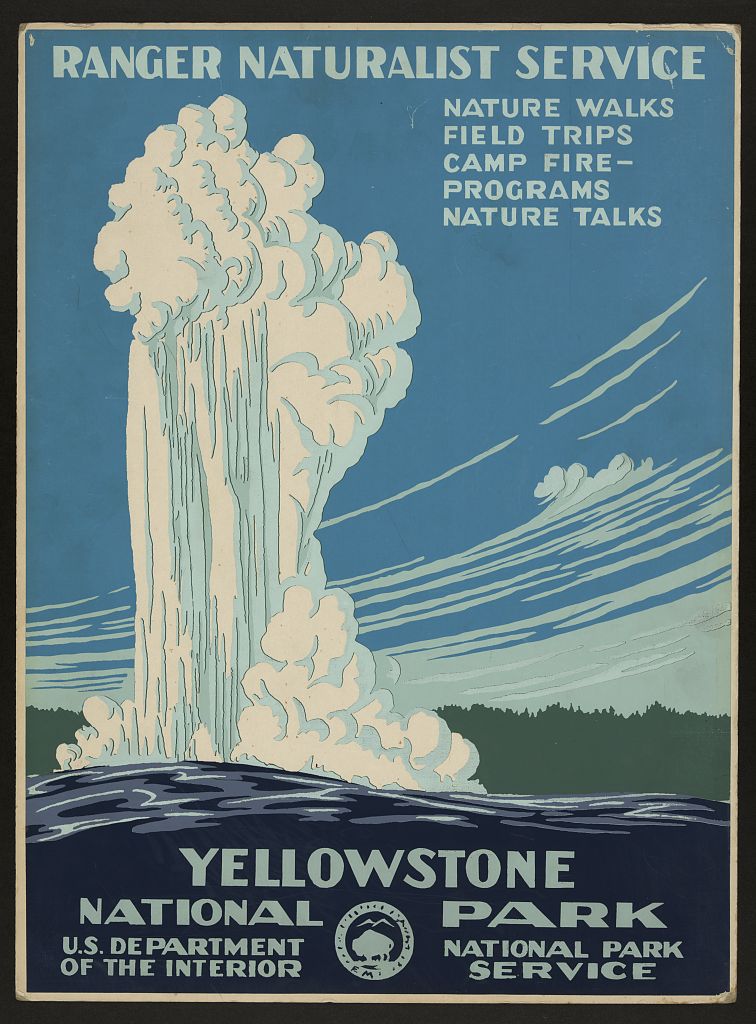 RANGER NATURALIST SERVICE
NATURE WALKS
FIELD TRIPS
CAMP FIRE–
PROGRAMS
NATURE TALKS
YELLOWSTONE
NATIONAL PARK
U.S. DEPARTMENT
OF THE INTERIOR
NATIONAL PARK
SERVICE